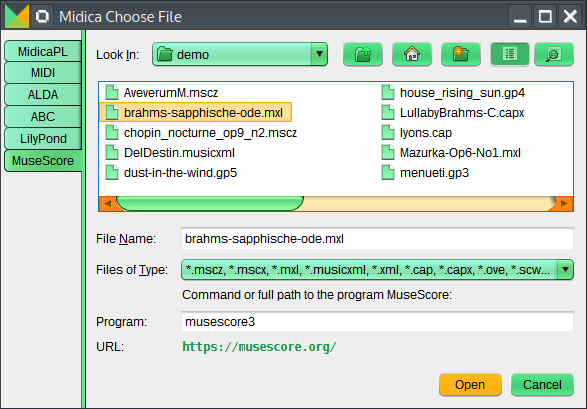 Midica Choose File
MidicaPL
MIDI
ALDA
ABC
LilyPond
MuseScore
Look In: demo
AveverumM.mscz
brahms-sapphische-ode.mxl
chopin_nocturne_op9_n2.mscz
DelDestin.musicxml
dust-in-the-wind.gp5
house_rising_sun.gp4
LullabyBrahms-C.capx
lyons.cap
Mazurka-Op6-No1.mxl
menueti.gp3
File Name: brahms-sapphische-ode.mxl
Files of Type: *.mscz, *.mscx, *.mxl, *.musicxml, *.xml, *.cap, *.capx, *.ove, *.scw...
Command or full path to the program MuseScore:
Program: musescore3
URL: https://musescore.org/
Open Cancel